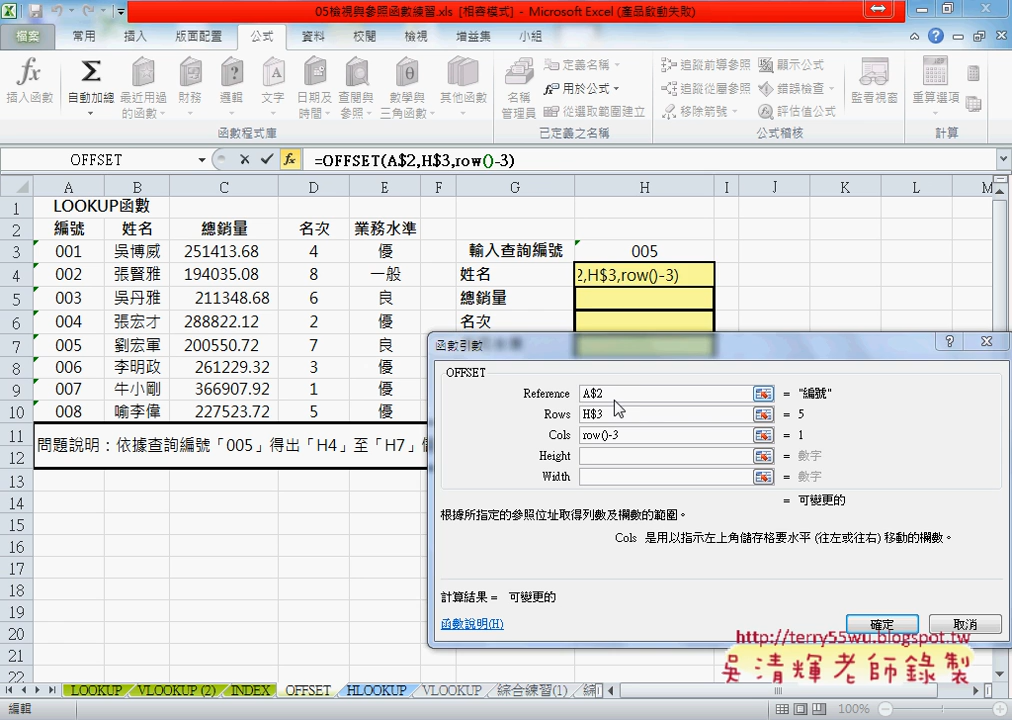 05檢視與參照函數練習.xls [相容模式] - Microsoft Excel (產品啟動失敗)
檔案 常用 插入 版面配置 公式 資料 校閱 檢視 增益集 小組
插入函數 自動加總 最近用過的函數 財務 邏輯 文字 日期及時間 查閱與參照 數學與三角函數 其他函數
函數程式庫
名稱管理員 定義名稱 用於公式 從選取範圍建立
已定義之名稱
追蹤前導參照 追蹤從屬參照 移除箭號 顯示公式 錯誤檢查 評估值公式
公式稽核
監看視窗 重算選項
計算
OFFSET =OFFSET(A$2,H$3,row()-3)
A B C D E F G H I J K L M
1 LOOKUP函數
2 編號 姓名 總銷量 名次 業務水準
3 001 吳博威 251413.68 4 優 輸入查詢編號 005
4 002 張賢雅 194035.08 8 一般 姓名 2,H$3,row()-3)
5 003 吳丹雅 211348.68 6 良 總銷量
6 004 張宏才 288822.12 2 優 名次
7 005 劉宏軍 200550.72 7 良
8 006 李明政 261229.32 3 優
9 007 牛小剛 366907.92 1 優
10 008 喻李偉 227523.72 5 優
11 問題說明：依據查詢編號「005」得出「H4」至「H7」
12
13
14
15
16
17
18
19
20
21
22
函數引數
OFFSET
Reference A$2 = "編號"
Rows H$3 = 5
Cols row()-3 = 1
Height = 數字
Width = 數字
= 可變更的
根據所指定的參照位址取得列數及欄數的範圍。
Cols 是用以指示左上角儲存格要水平 (往左或往右) 移動的欄數。
計算結果 = 可變更的
函數說明(H) 確定 取消
http://terry55wu.blogspot.tw
吳清輝老師錄製
LOOKUP VLOOKUP (2) INDEX OFFSET HLOOKUP VLOOKUP 綜合練習(1) 綜
編輯 100%